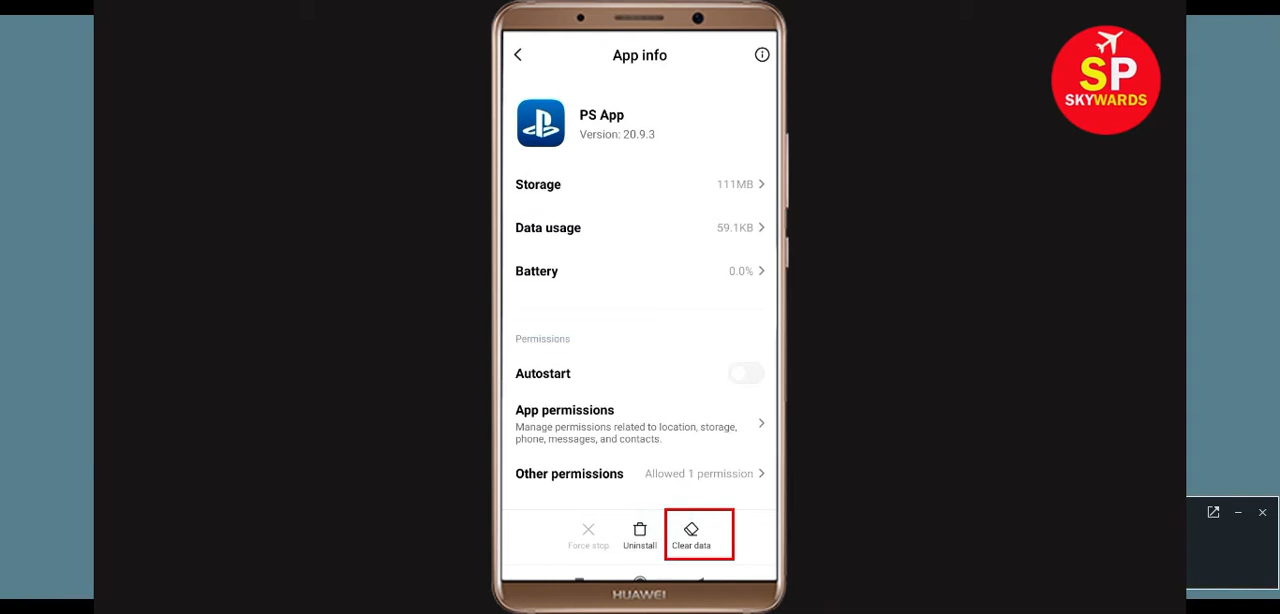 App info
SP
SKYWARDS
PS App
Version: 20.9.3
Storage 111MB
Data usage 59.1KB
Battery 0.0%
Permissions
Autostart
App permissions
Manage permissions related to location, storage,
phone, messages, and contacts.
Other permissions Allowed 1 permission
Force stop Uninstall Clear data
HUAWEI